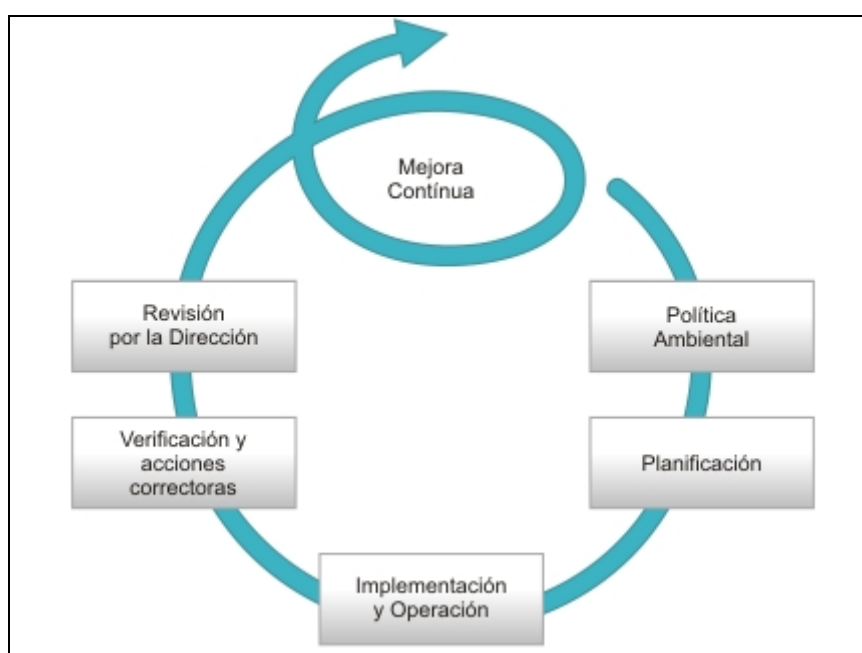 Mejora
Contínua
Revisión
por la Dirección
Política
Ambiental
Verificación y
acciones
correctoras
Planificación
Implementación
y Operación